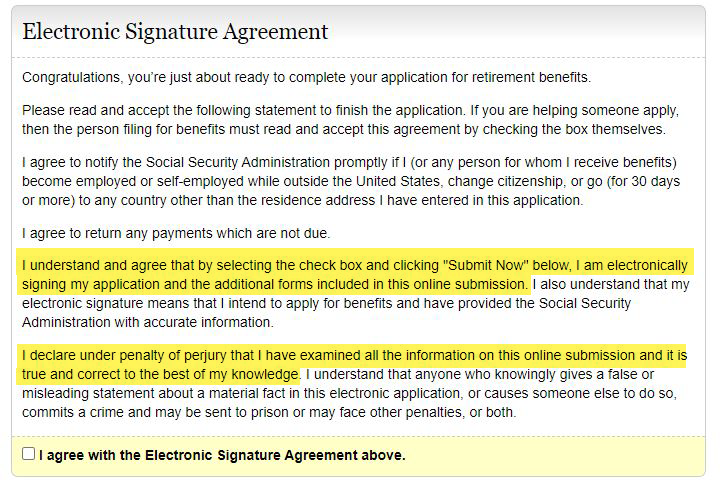 Electronic Signature Agreement
Congratulations, you're just about ready to complete your application for retirement benefits.
Please read and accept the following statement to finish the application. If you are helping someone apply,
then the person filing for benefits must read and accept this agreement by checking the box themselves.
I agree to notify the Social Security Administration promptly if I (or any person for whom I receive benefits)
become employed or self-employed while outside the United States, change citizenship, or go (for 30 days
or more) to any country other than the residence address I have entered in this application.
I agree to return any payments which are not due.
I understand and agree that by selecting the check box and clicking "Submit Now" below, I am electronically
signing my application and the additional forms included in this online submission. I also understand that my
electronic signature means that I intend to apply for benefits and have provided the Social Security
Administration with accurate information.
I declare under penalty of perjury that I have examined all the information on this online submission and it is
true and correct to the best of my knowledge. I understand that anyone who knowingly gives a false or
misleading statement about a material fact in this electronic application, or causes someone else to do so,
commits a crime and may be sent to prison or may face other penalties, or both.
I agree with the Electronic Signature Agreement above.